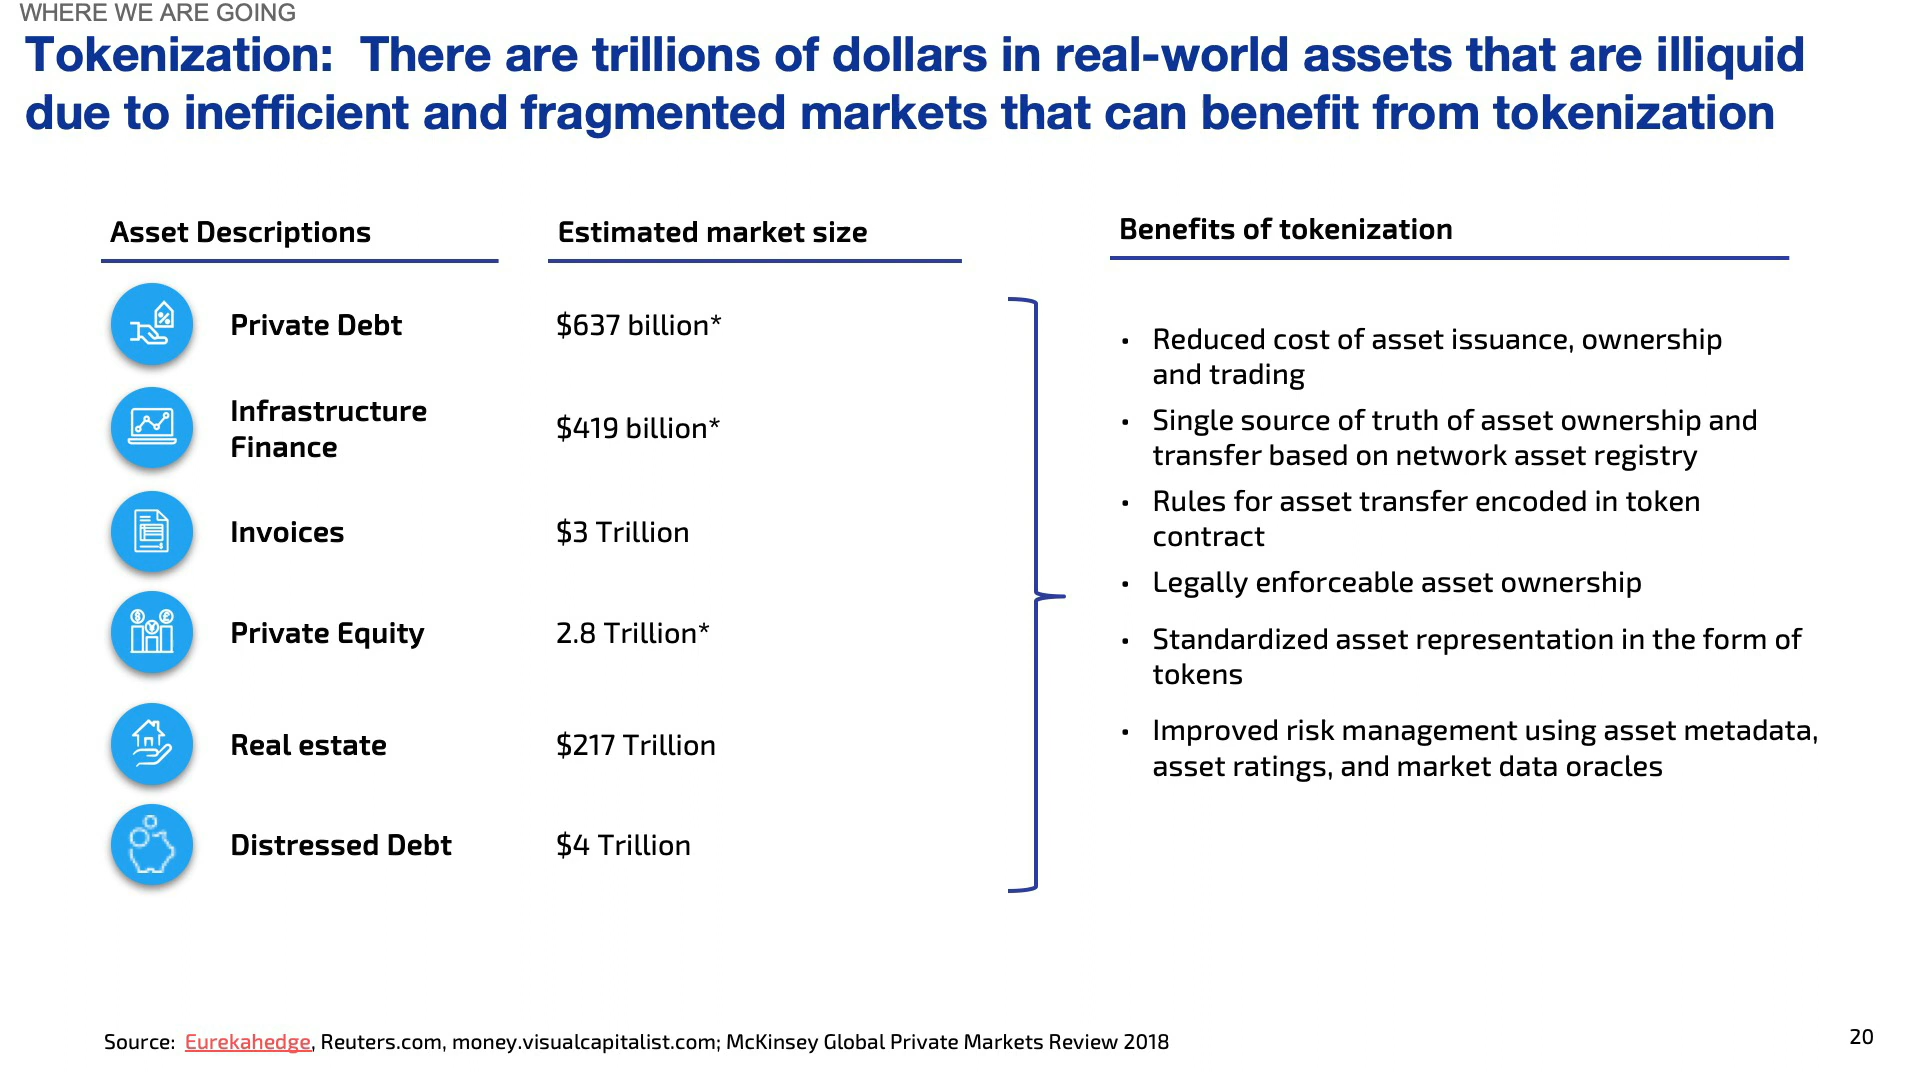 WHERE WE ARE GOING
Tokenization: There are trillions of dollars in real-world assets that are illiquid
due to inefficient and fragmented markets that can benefit from tokenization
Asset Descriptions
Estimated market size
Private Debt
$637 billion*
Infrastructure
Finance
$419 billion*
Invoices
$3 Trillion
Private Equity
2.8 Trillion*
Real estate
$217 Trillion
Distressed Debt
$4 Trillion
Benefits of tokenization
• Reduced cost of asset issuance, ownership
and trading
• Single source of truth of asset ownership and
transfer based on network asset registry
• Rules for asset transfer encoded in token
contract
• Legally enforceable asset ownership
• Standardized asset representation in the form of
tokens
• Improved risk management using asset metadata,
asset ratings, and market data oracles
Source: Eurekahedge, Reuters.com, money.visualcapitalist.com; McKinsey Global Private Markets Review 2018
20